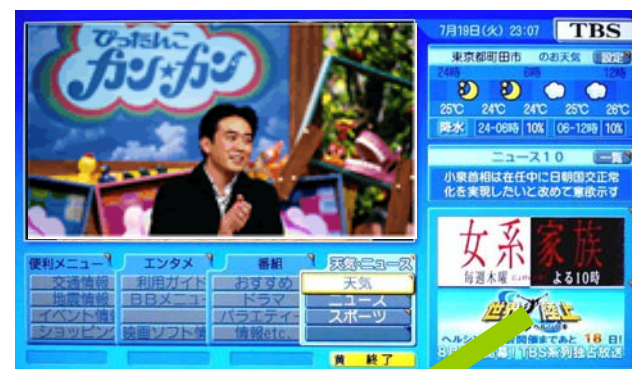 7月19日(火) 23:07 TBS
東京都町田市 のお天気 設定
24時 6時 12時
25℃ 24℃ 24℃ 25℃ 26℃
降水 24-06時 10% 06-12時 10%
ニュース10 一覧
小泉首相は在任中に日朝国交正常
化を実現したいと改めて意欲示す
ぴったんこ
カン★カン
便利メニュー
交通情報
地震情報
イベント情報
ショッピング
エンタメ
利用ガイド
BBメニュー
映画ソフト情
番組
おすすめ
ドラマ
バラエティー
情報etc.
天気・ニュース
天気
ニュース
スポーツ
黄 終了
女系家族
毎週木曜 よる10時
世界陸上
ヘルシ
開催まであと 18 日!
TBS系列独占放送